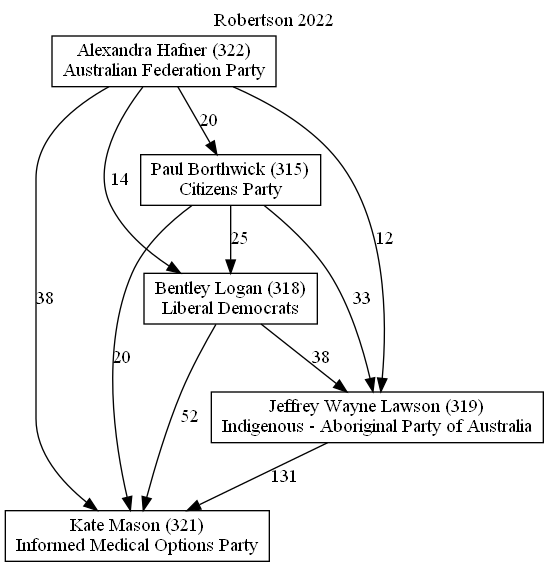 Robertson 2022
Alexandra Hafner (322)
Australian Federation Party
20
Paul Borthwick (315)
Citizens Party
14
25
12
Bentley Logan (318)
Liberal Democrats
38
33
20
38
52
Jeffrey Wayne Lawson (319)
Indigenous - Aboriginal Party of Australia
131
Kate Mason (321)
Informed Medical Options Party